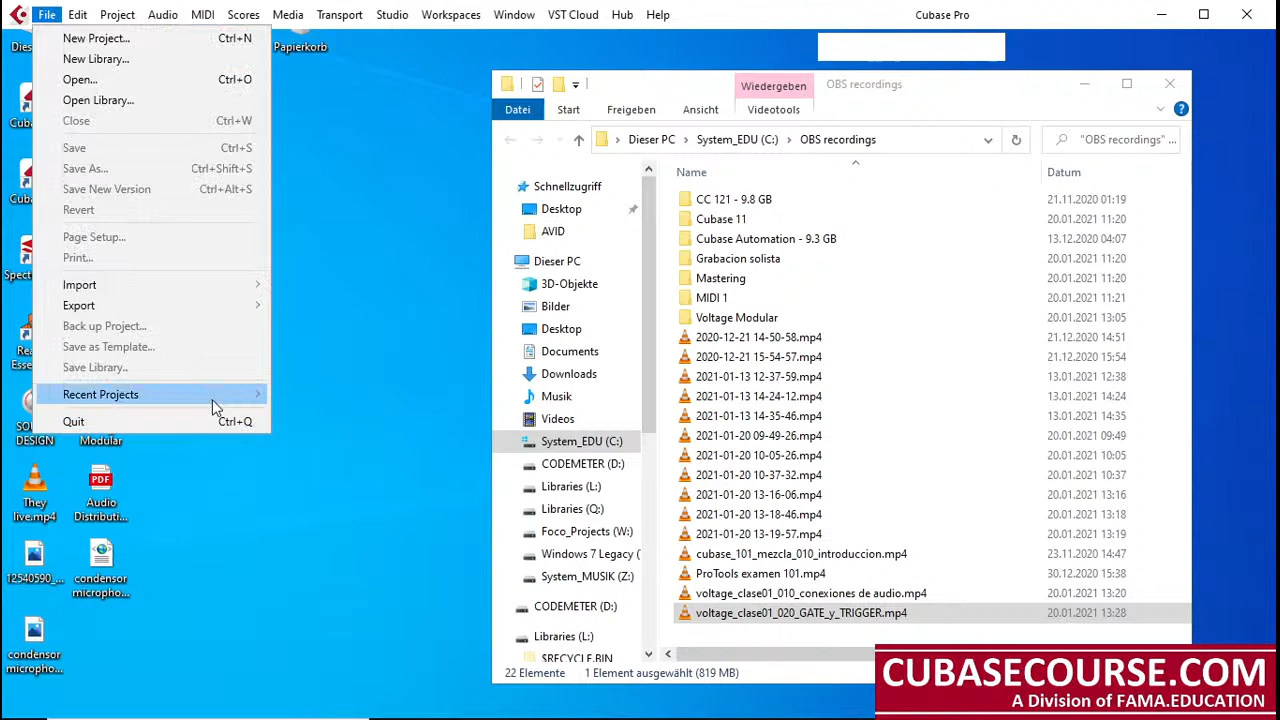 File Edit Project Audio MIDI Scores Media Transport Studio Workspaces Window VST Cloud Hub Help Cubase Pro
New Project... Ctrl+N
New Library...
Open... Ctrl+O
Open Library...
Close Ctrl+W
Save Ctrl+S
Save As... Ctrl+Shift+S
Save New Version Ctrl+Alt+S
Revert
Page Setup...
Print...
Import
Export
Back up Project...
Save as Template...
Save Library...
Recent Projects
Quit Ctrl+Q
Papierkorb
Modular
DESIGN
They
live.mp4
Audio
Distributi...
12540590_...
condensor
micropho...
condensor
micropho...
Wiedergeben OBS recordings
Datei Start Freigeben Ansicht Videotools
Dieser PC System_EDU (C:) OBS recordings "OBS recordings" ...
Schnellzugriff
Desktop
AVID
Dieser PC
3D-Objekte
Bilder
Desktop
Documents
Downloads
Musik
Videos
System_EDU (C:)
CODEMETER (D:)
Libraries (L:)
Libraries (Q:)
Foco_Projects (W:)
Windows 7 Legacy (
System_MUSIK (Z:)
CODEMETER (D:)
Libraries (L:)
$RECYCLE.BIN
Name Datum
CC 121 - 9.8 GB 21.11.2020 01:19
Cubase 11 20.01.2021 11:20
Cubase Automation - 9.3 GB 13.12.2020 04:07
Grabacion solista 20.01.2021 11:20
Mastering 20.01.2021 11:20
MIDI 1 20.01.2021 11:21
Voltage Modular 20.01.2021 13:05
2020-12-21 14-50-58.mp4 21.12.2020 14:51
2020-12-21 15-54-57.mp4 21.12.2020 15:54
2021-01-13 12-37-59.mp4 13.01.2021 12:38
2021-01-13 14-24-12.mp4 13.01.2021 14:24
2021-01-13 14-35-46.mp4 13.01.2021 14:35
2021-01-20 09-49-26.mp4 20.01.2021 09:49
2021-01-20 10-05-26.mp4 20.01.2021 10:05
2021-01-20 10-37-32.mp4 20.01.2021 10:37
2021-01-20 13-16-06.mp4 20.01.2021 13:16
2021-01-20 13-18-46.mp4 20.01.2021 13:18
2021-01-20 13-19-57.mp4 20.01.2021 13:19
cubase_101_mezcla_010_introduccion.mp4 23.11.2020 14:47
ProTools examen 101.mp4 30.12.2020 15:38
voltage_clase01_010_conexiones de audio.mp4 20.01.2021 13:20
voltage_clase01_020_GATE_y_TRIGGER.mp4 20.01.2021 13:28
22 Elemente 1 Element ausgewählt (819 MB)
CUBASECOURSE.COM
A Division of FAMA.EDUCATION